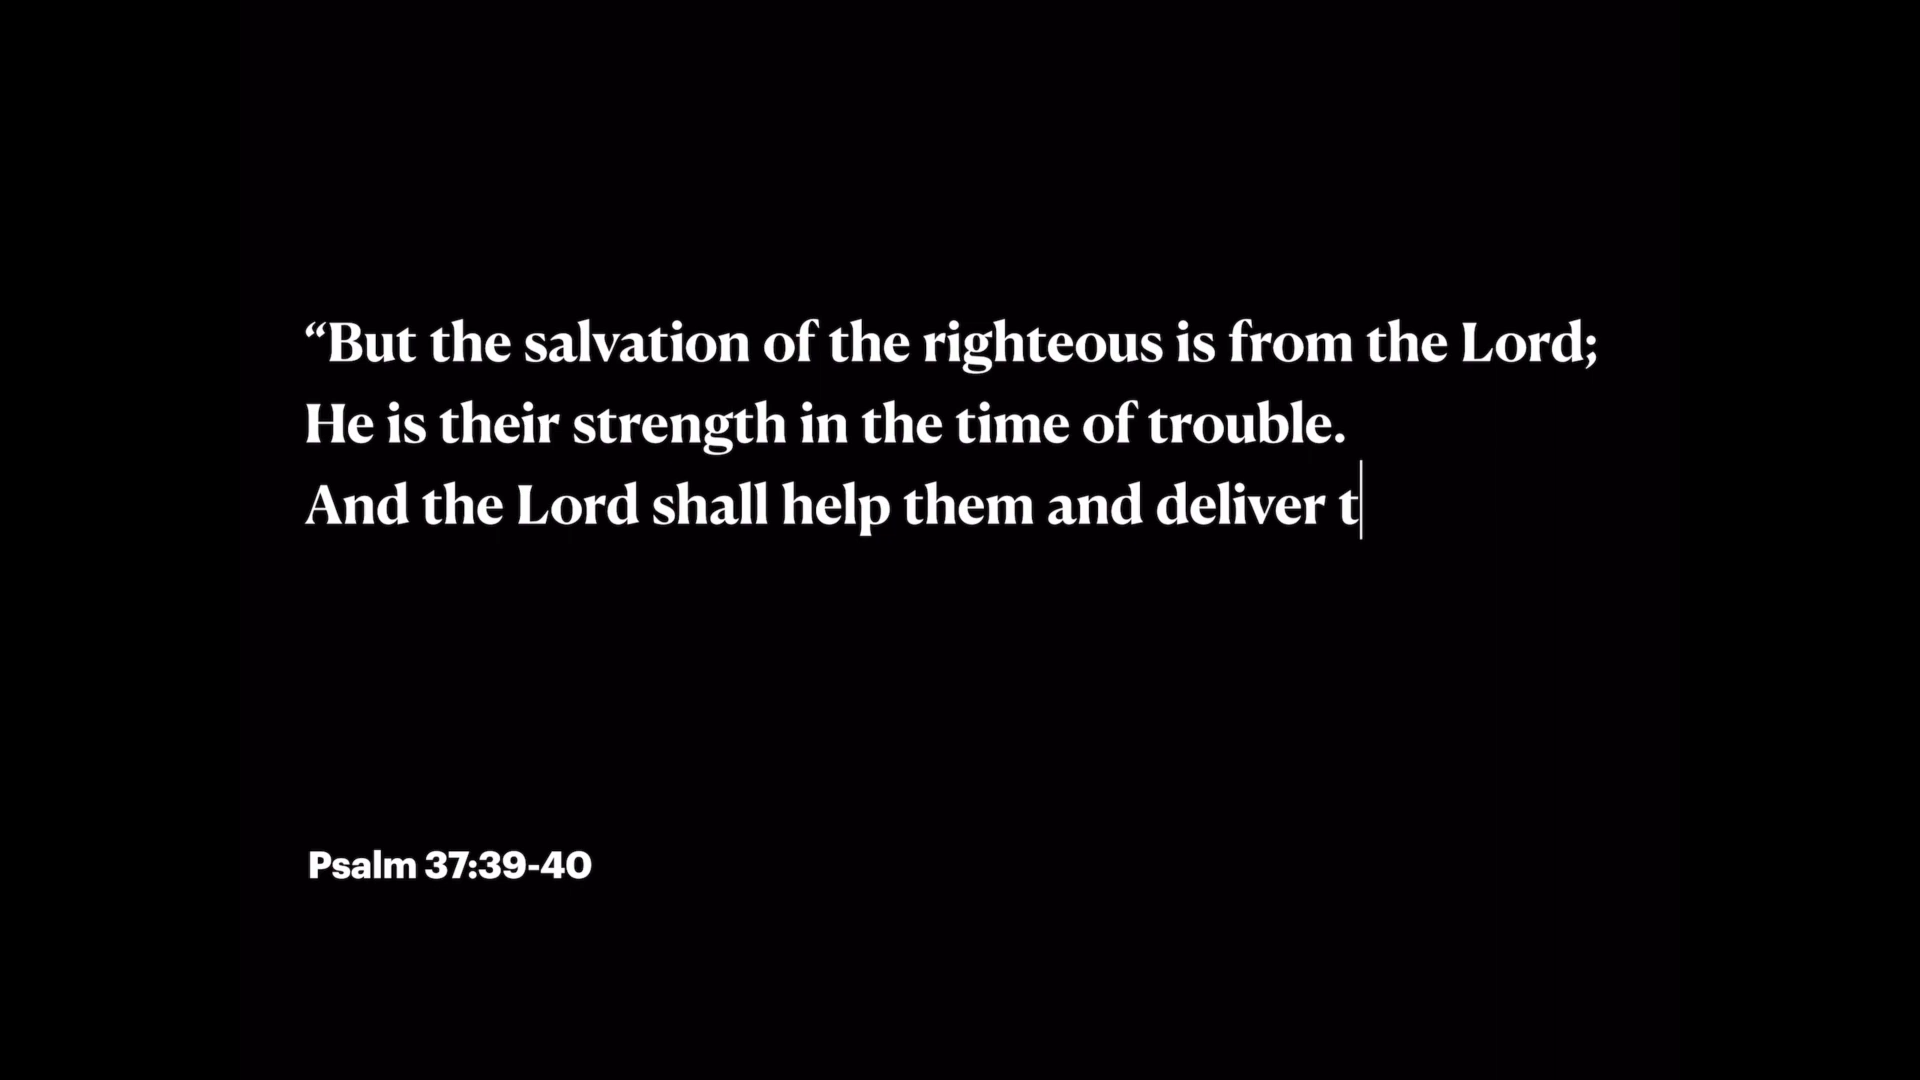 “But the salvation of the righteous is from the Lord;
He is their strength in the time of trouble.
And the Lord shall help them and deliver t
Psalm 37:39-40